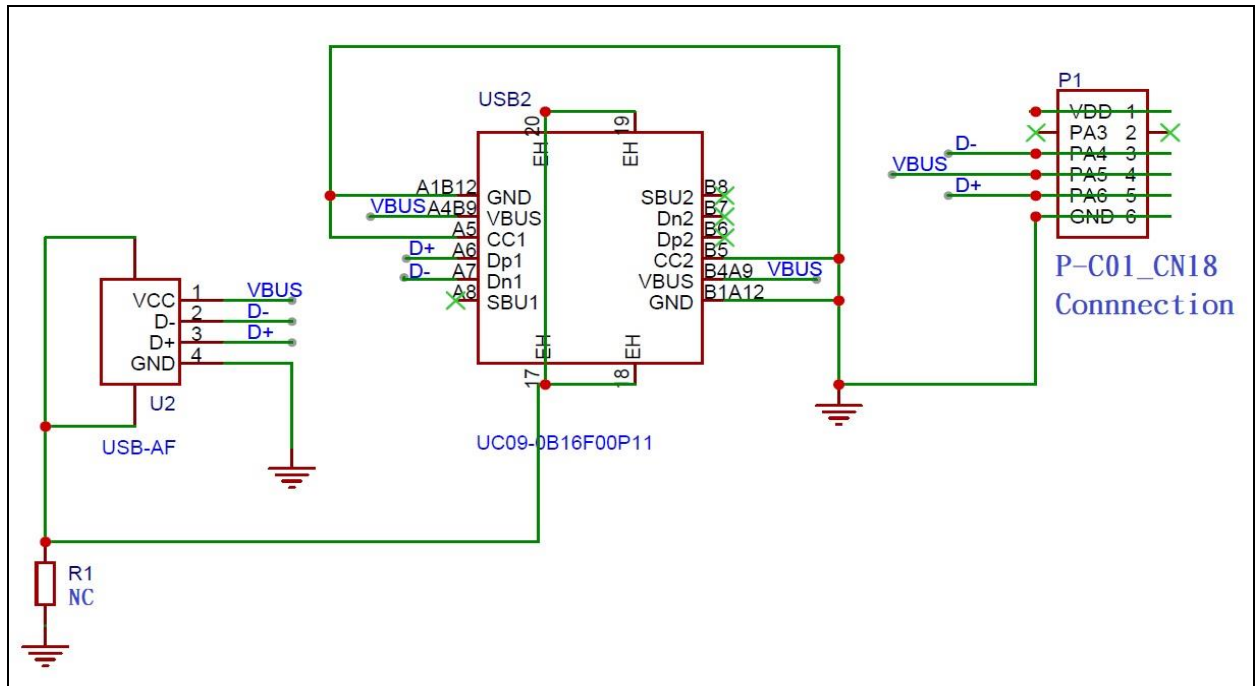 USB2
20
EH
19
EH
A1B12
GND
VBUS
A4B9
VBUS
A5
CC1
D+
A6
Dp1
D-
A7
Dn1
A8
SBU1
B8
SBU2
B7
Dn2
B6
Dp2
B5
CC2
B4A9
VBUS
VBUS
B1A12
GND
17
EH
18
EH
UC09-0B16F00P11
P1
VDD 1
PA3 2
D-
PA4 3
VBUS
PA5 4
D+
PA6 5
GND 6
P-C01_CN18
Connnection
VCC 1 VBUS
D- 2 D-
D+ 3 D+
GND 4
U2
USB-AF
R1
NC